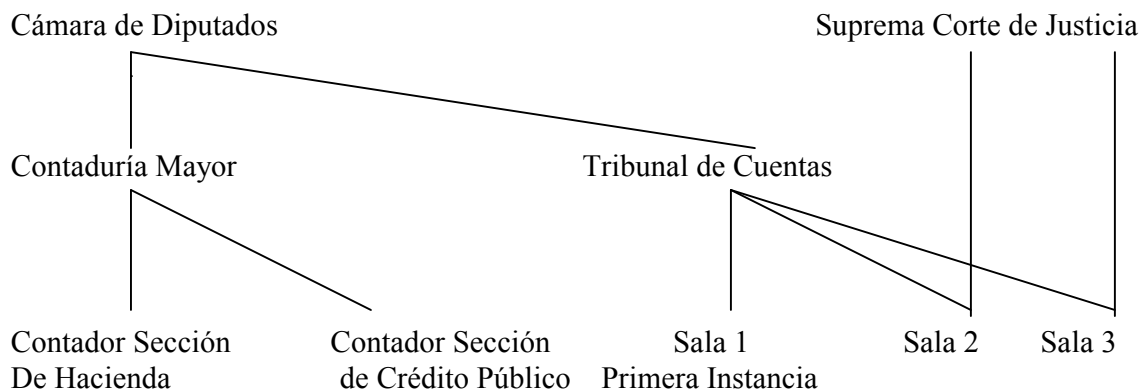 Cámara de Diputados Suprema Corte de Justicia
Contaduría Mayor Tribunal de Cuentas
Contador Sección Contador Sección Sala 1 Sala 2 Sala 3
De Hacienda de Crédito Público Primera Instancia